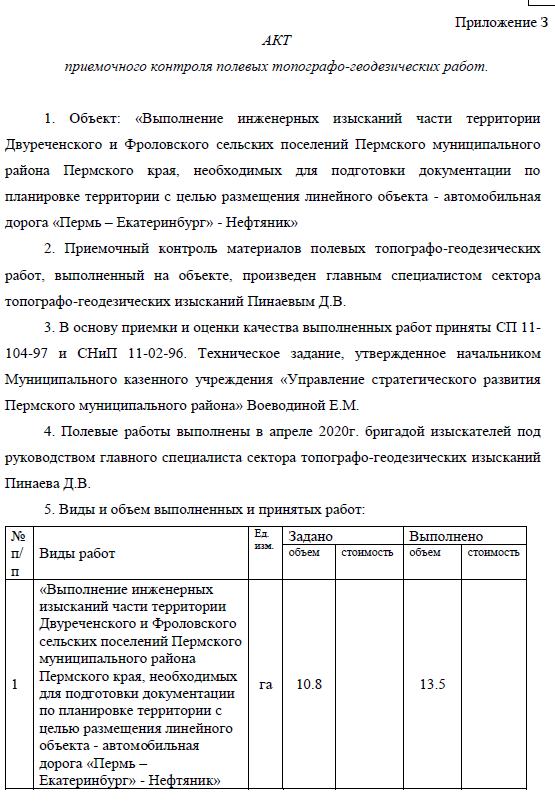 Приложение 3
АКТ
приемочного контроля полевых топографо-геодезических работ.
1. Объект: «Выполнение инженерных изысканий части территории
Двуреченского и Фроловского сельских поселений Пермского муниципального
района Пермского края, необходимых для подготовки документации по
планировке территории с целью размещения линейного объекта - автомобильная
дорога «Пермь – Екатеринбург» - Нефтяник»
2. Приемочный контроль материалов полевых топографо-геодезических
работ, выполненный на объекте, произведен главным специалистом сектора
топографо-геодезических изысканий Пинаевым Д.В.
3. В основу приемки и оценки качества выполненных работ приняты СП 11-
104-97 и СНиП 11-02-96. Техническое задание, утвержденное начальником
Муниципального казенного учреждения «Управление стратегического развития
Пермского муниципального района» Воеводиной Е.М.
4. Полевые работы выполнены в апреле 2020г. бригадой изыскателей под
руководством главного специалиста сектора топографо-геодезических изысканий
Пинаева Д.В.
5. Виды и объем выполненных и принятых работ:
№
п/
п
Виды работ
Ед.
изм.
Задано
Выполнено
объем
стоимость
объем
стоимость
1
«Выполнение инженерных
изысканий части территории
Двуреченского и Фроловского
сельских поселений Пермского
муниципального района
Пермского края, необходимых
для подготовки документации
по планировке территории с
целью размещения линейного
объекта - автомобильная
дорога «Пермь –
Екатеринбург» - Нефтяник»
га
10.8
13.5